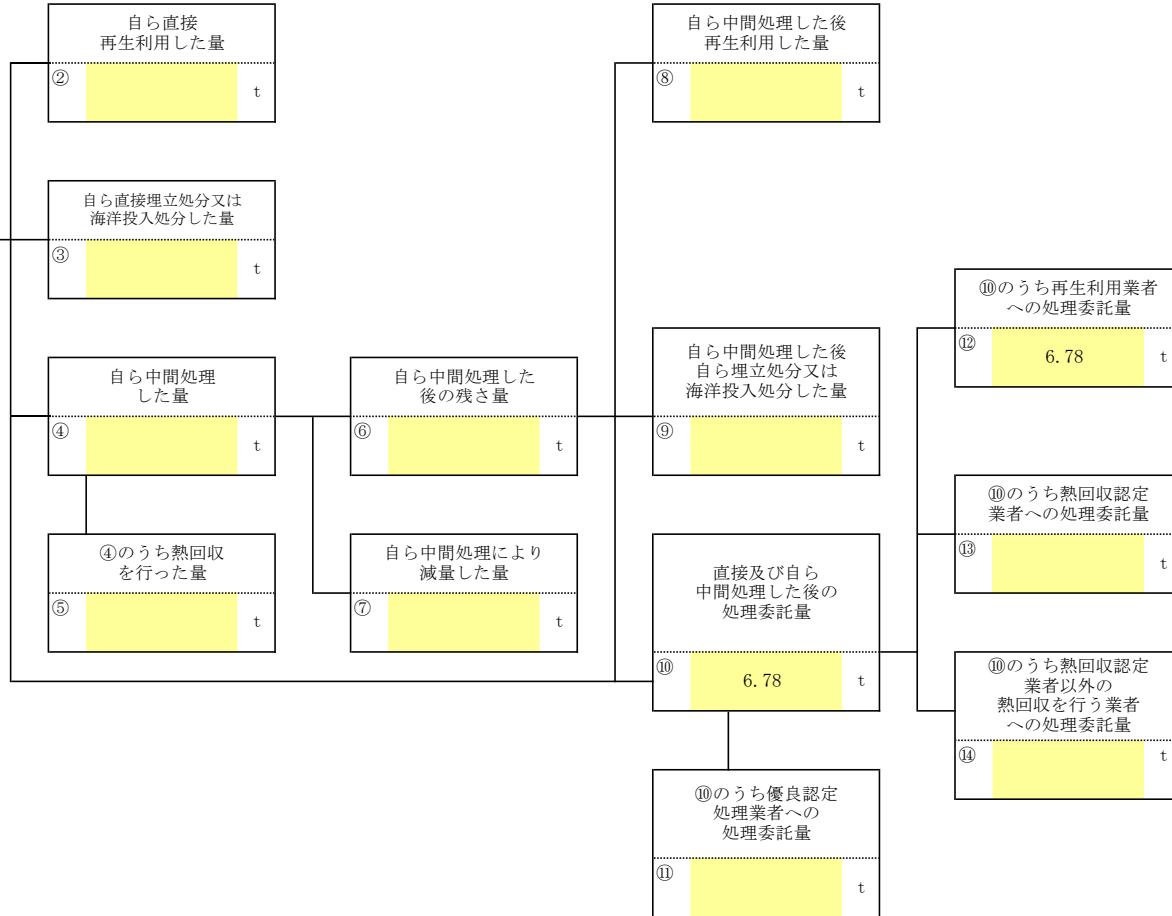 自ら直接
再生利用した量
②
t
自ら中間処理した後
再生利用した量
⑧
t
自ら直接埋立処分又は
海洋投入処分した量
③
t
⑩のうち再生利用業者
への処理委託量
⑫
6.78
t
自ら中間処理
した量
④
t
自ら中間処理した
後の残さ量
⑥
t
自ら中間処理した後
自ら埋立処分又は
海洋投入処分した量
⑨
t
⑩のうち熱回収認定
業者への処理委託量
⑬
t
④のうち熱回収
を行った量
⑤
t
自ら中間処理により
減量した量
⑦
t
直接及び自ら
中間処理した後の
処理委託量
⑩
6.78
t
⑩のうち熱回収認定
業者以外の
熱回収を行う業者
への処理委託量
⑭
t
⑩のうち優良認定
処理業者への
処理委託量
⑪
t